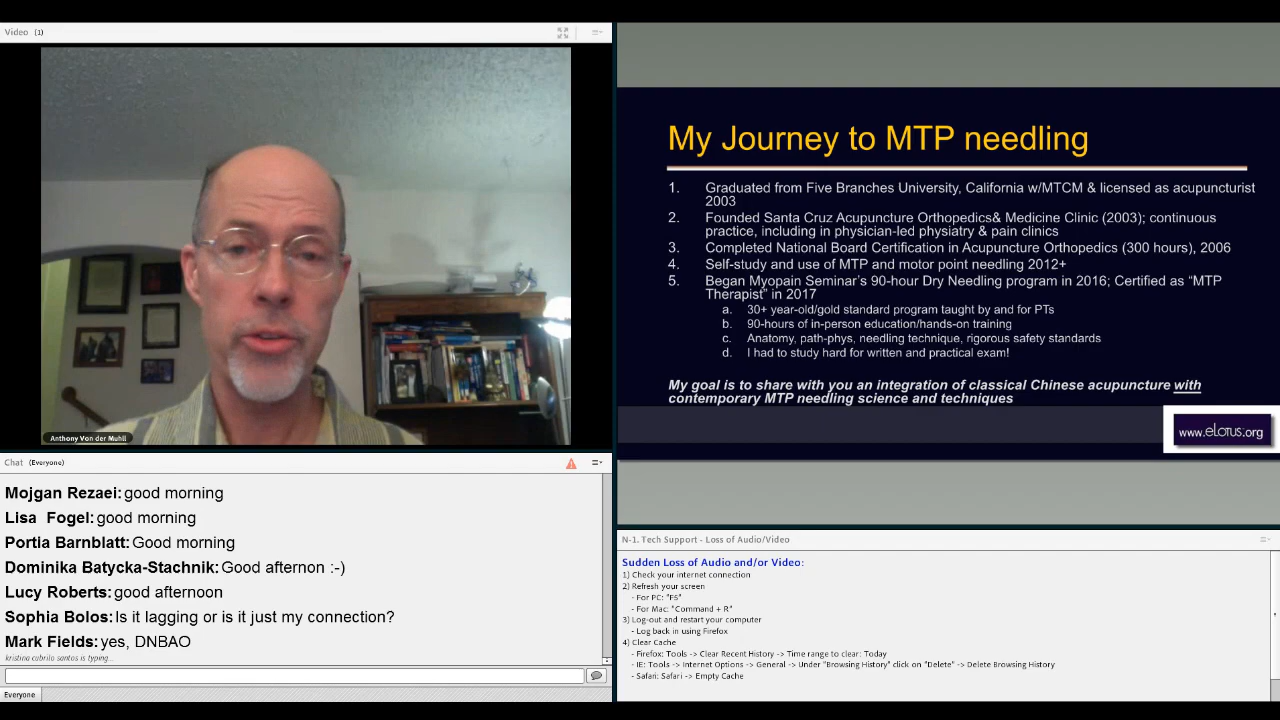 Video (1)
Anthony Von der Muhll
Chat (Everyone)
Mojgan Rezaei: good morning
Lisa Fogel: good morning
Portia Barnblatt: Good morning
Dominika Batycka-Stachnik: Good afternon :-)
Lucy Roberts: good afternoon
Sophia Bolos: Is it lagging or is it just my connection?
Mark Fields: yes, DNBAO
kristina cabrilo santos is typing...
Everyone
My Journey to MTP needling
1. Graduated from Five Branches University, California w/MTCM & licensed as acupuncturist
2003
2. Founded Santa Cruz Acupuncture Orthopedics& Medicine Clinic (2003); continuous
practice, including in physician-led physiatry & pain clinics
3. Completed National Board Certification in Acupuncture Orthopedics (300 hours), 2006
4. Self-study and use of MTP and motor point needling 2012+
5. Began Myopain Seminar's 90-hour Dry Needling program in 2016; Certified as "MTP
Therapist" in 2017
a. 30+ year-old/gold standard program taught by and for PTs
b. 90-hours of in-person education/hands-on training
c. Anatomy, path-phys, needling technique, rigorous safety standards
d. I had to study hard for written and practical exam!
My goal is to share with you an integration of classical Chinese acupuncture with
contemporary MTP needling science and techniques
www.eLotus.org
N-1. Tech Support - Loss of Audio/Video
Sudden Loss of Audio and/or Video:
1) Check your internet connection
2) Refresh your screen
- For PC: "F5"
- For Mac: "Command + R"
3) Log-out and restart your computer
- Log back in using Firefox
4) Clear Cache
- Firefox: Tools -> Clear Recent History -> Time range to clear: Today
- IE: Tools -> Internet Options -> General -> Under "Browsing History" click on "Delete" -> Delete Browsing History
- Safari: Safari -> Empty Cache